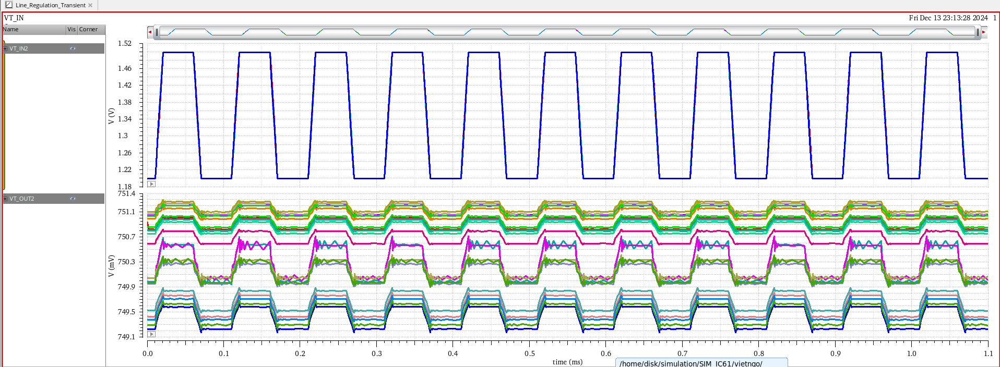 Line_Regulation_Transient
VT_IN
Fri Dec 13 23:13:28 2024 1
Name Vis Corner
VT_IN2
VT_OUT2
1.52
1.46
1.42
1.38
1.34
1.3
1.26
1.22
1.18
V (V)
751.4
751.1
750.7
750.3
749.9
749.5
749.1
V (mV)
0.0 0.1 0.2 0.3 0.4 0.5 0.6 0.7 0.8 0.9 1.0 1.1
time (ms)
/home/disk/simulation/SIM_IC61/vietngo/